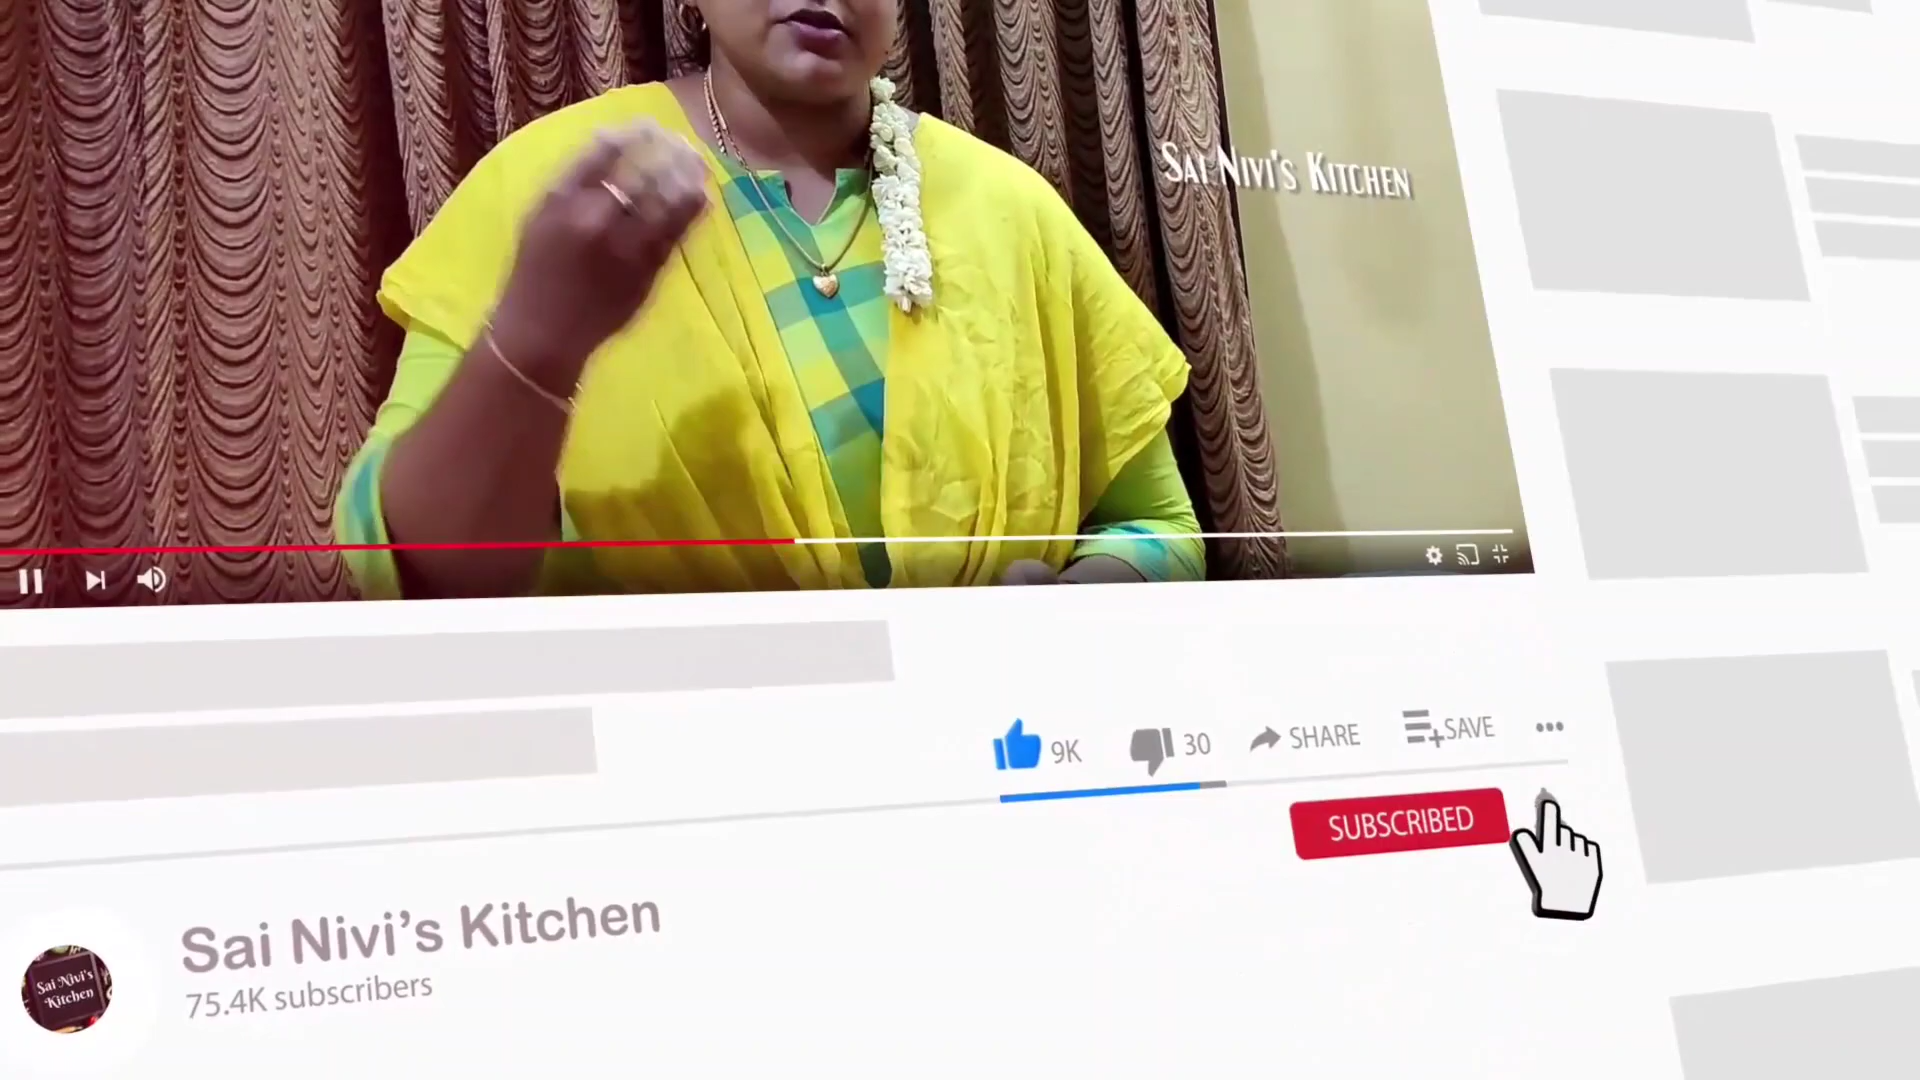 SAI NIVI'S KITCHEN
9K
30
SHARE
SAVE
SUBSCRIBED
Sai Nivi's
Kitchen
Sai Nivi’s Kitchen
75.4K subscribers